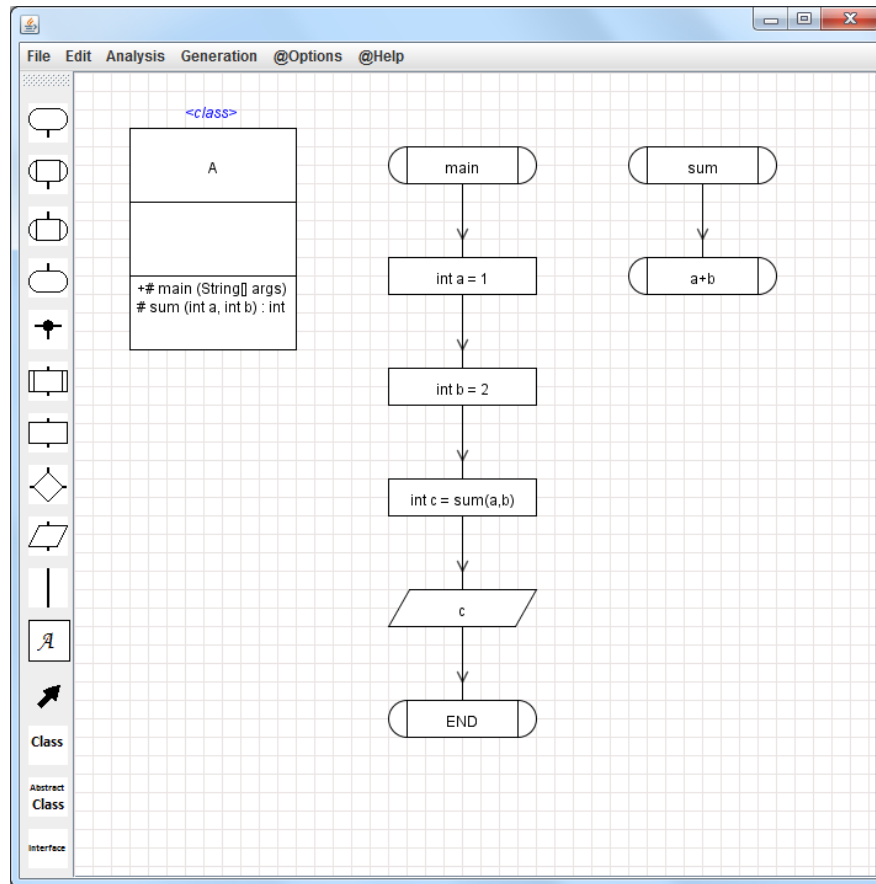 File Edit Analysis Generation @Options @Help
<class>
A
+# main (String[] args)
# sum (int a, int b) : int
main
int a = 1
int b = 2
int c = sum(a,b)
c
END
sum
a+b
A
Class
Abstract
Class
Interface